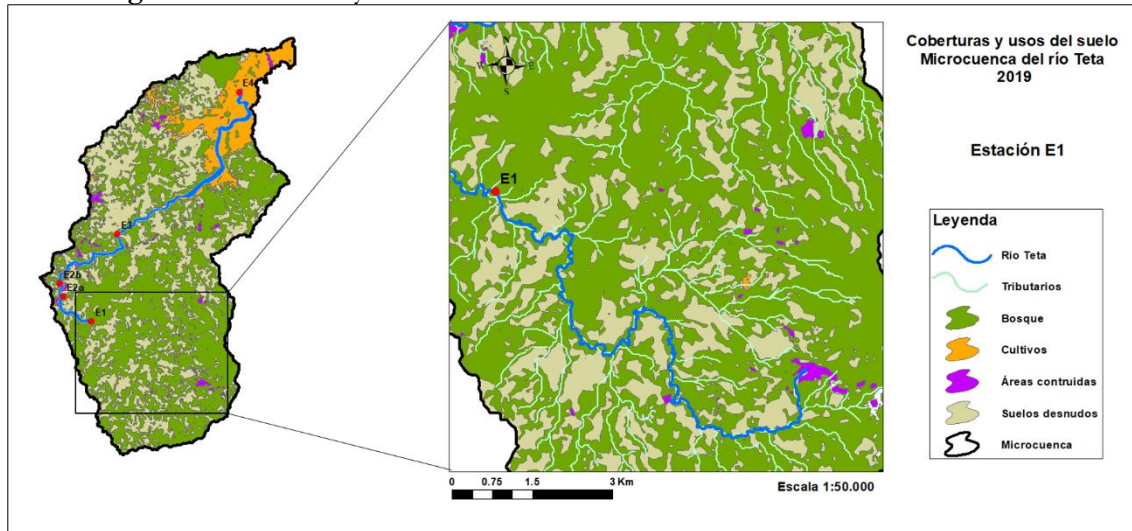 Coberturas y usos del suelo
Microcuenca del río Teta
2019
Estación E1
Leyenda
Río Teta
Tributarios
Bosque
Cultivos
Áreas contruidas
Suelos desnudos
Microcuenca
E4
E3
E2b
E2a
E1
N
W
E
S
E1
0 0.75 1.5 3 Km
Escala 1:50.000